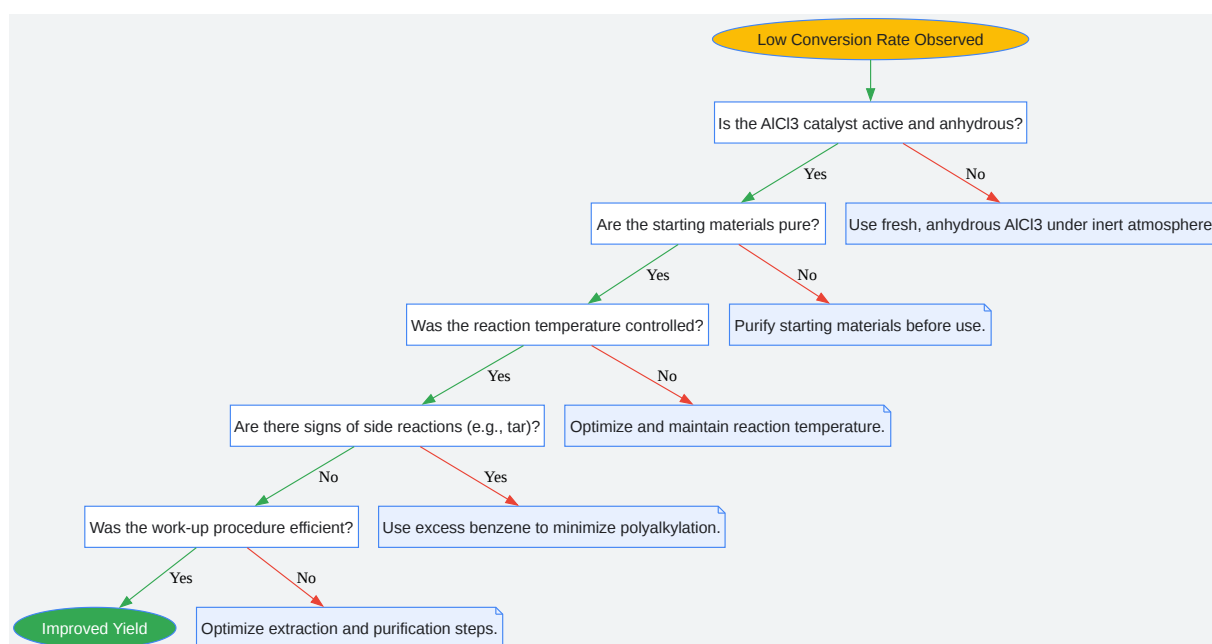 Low Conversion Rate Observed
Is the AlCl3 catalyst active and anhydrous?
Yes
No
Are the starting materials pure?
Use fresh, anhydrous AlCl3 under inert atmosphere
Yes
No
Was the reaction temperature controlled?
Purify starting materials before use.
Yes
No
Are there signs of side reactions (e.g., tar)?
Optimize and maintain reaction temperature.
No
Yes
Was the work-up procedure efficient?
Use excess benzene to minimize polyalkylation.
Yes
No
Improved Yield
Optimize extraction and purification steps.